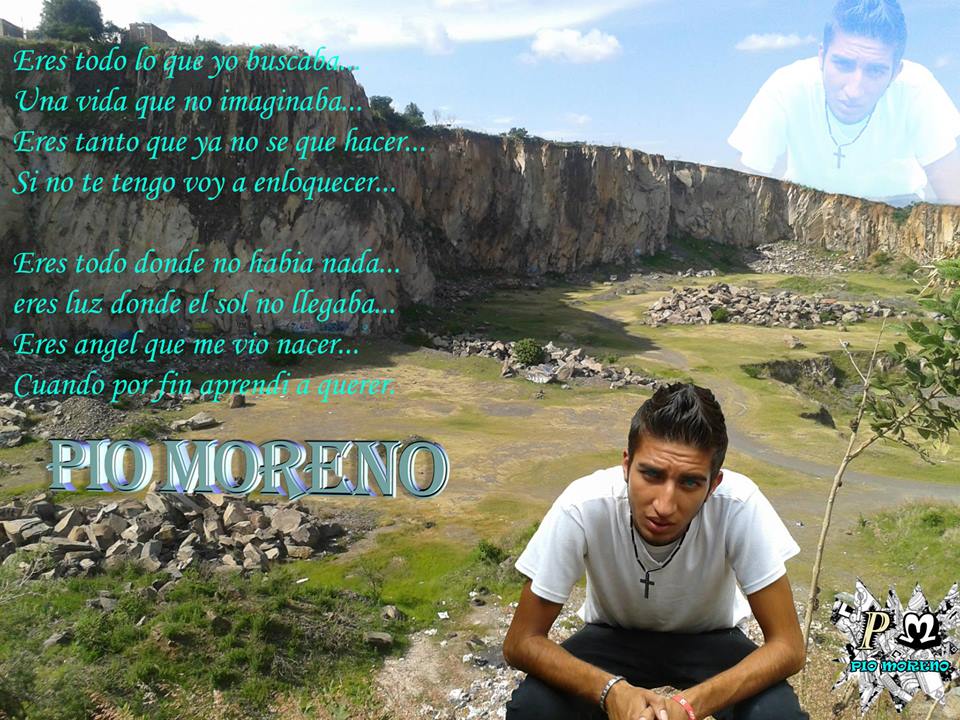 Eres todo lo que yo buscaba...
Una vida que no imaginaba...
Eres tanto que ya no se que hacer...
Si no te tengo voy a enloquecer...
Eres todo donde no habia nada...
eres luz donde el sol no llegaba...
Eres angel que me vio nacer...
Cuando por fin aprendi a querer.
PIO MORENO
PM
PIO MORENO